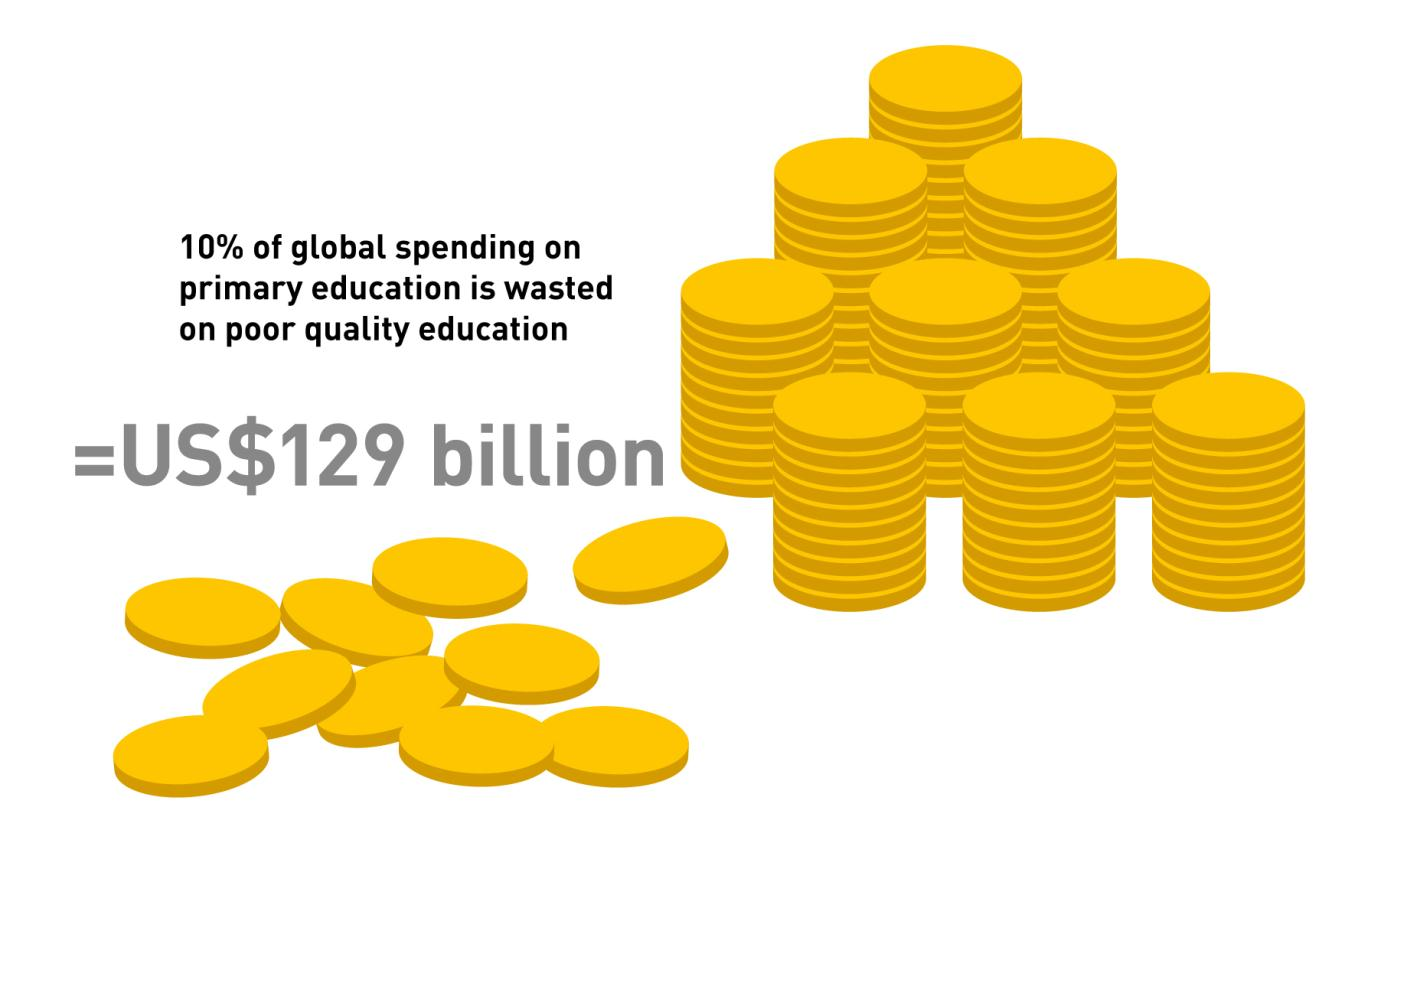 10% of global spending on
primary education is wasted
on poor quality education
=US$129 billion